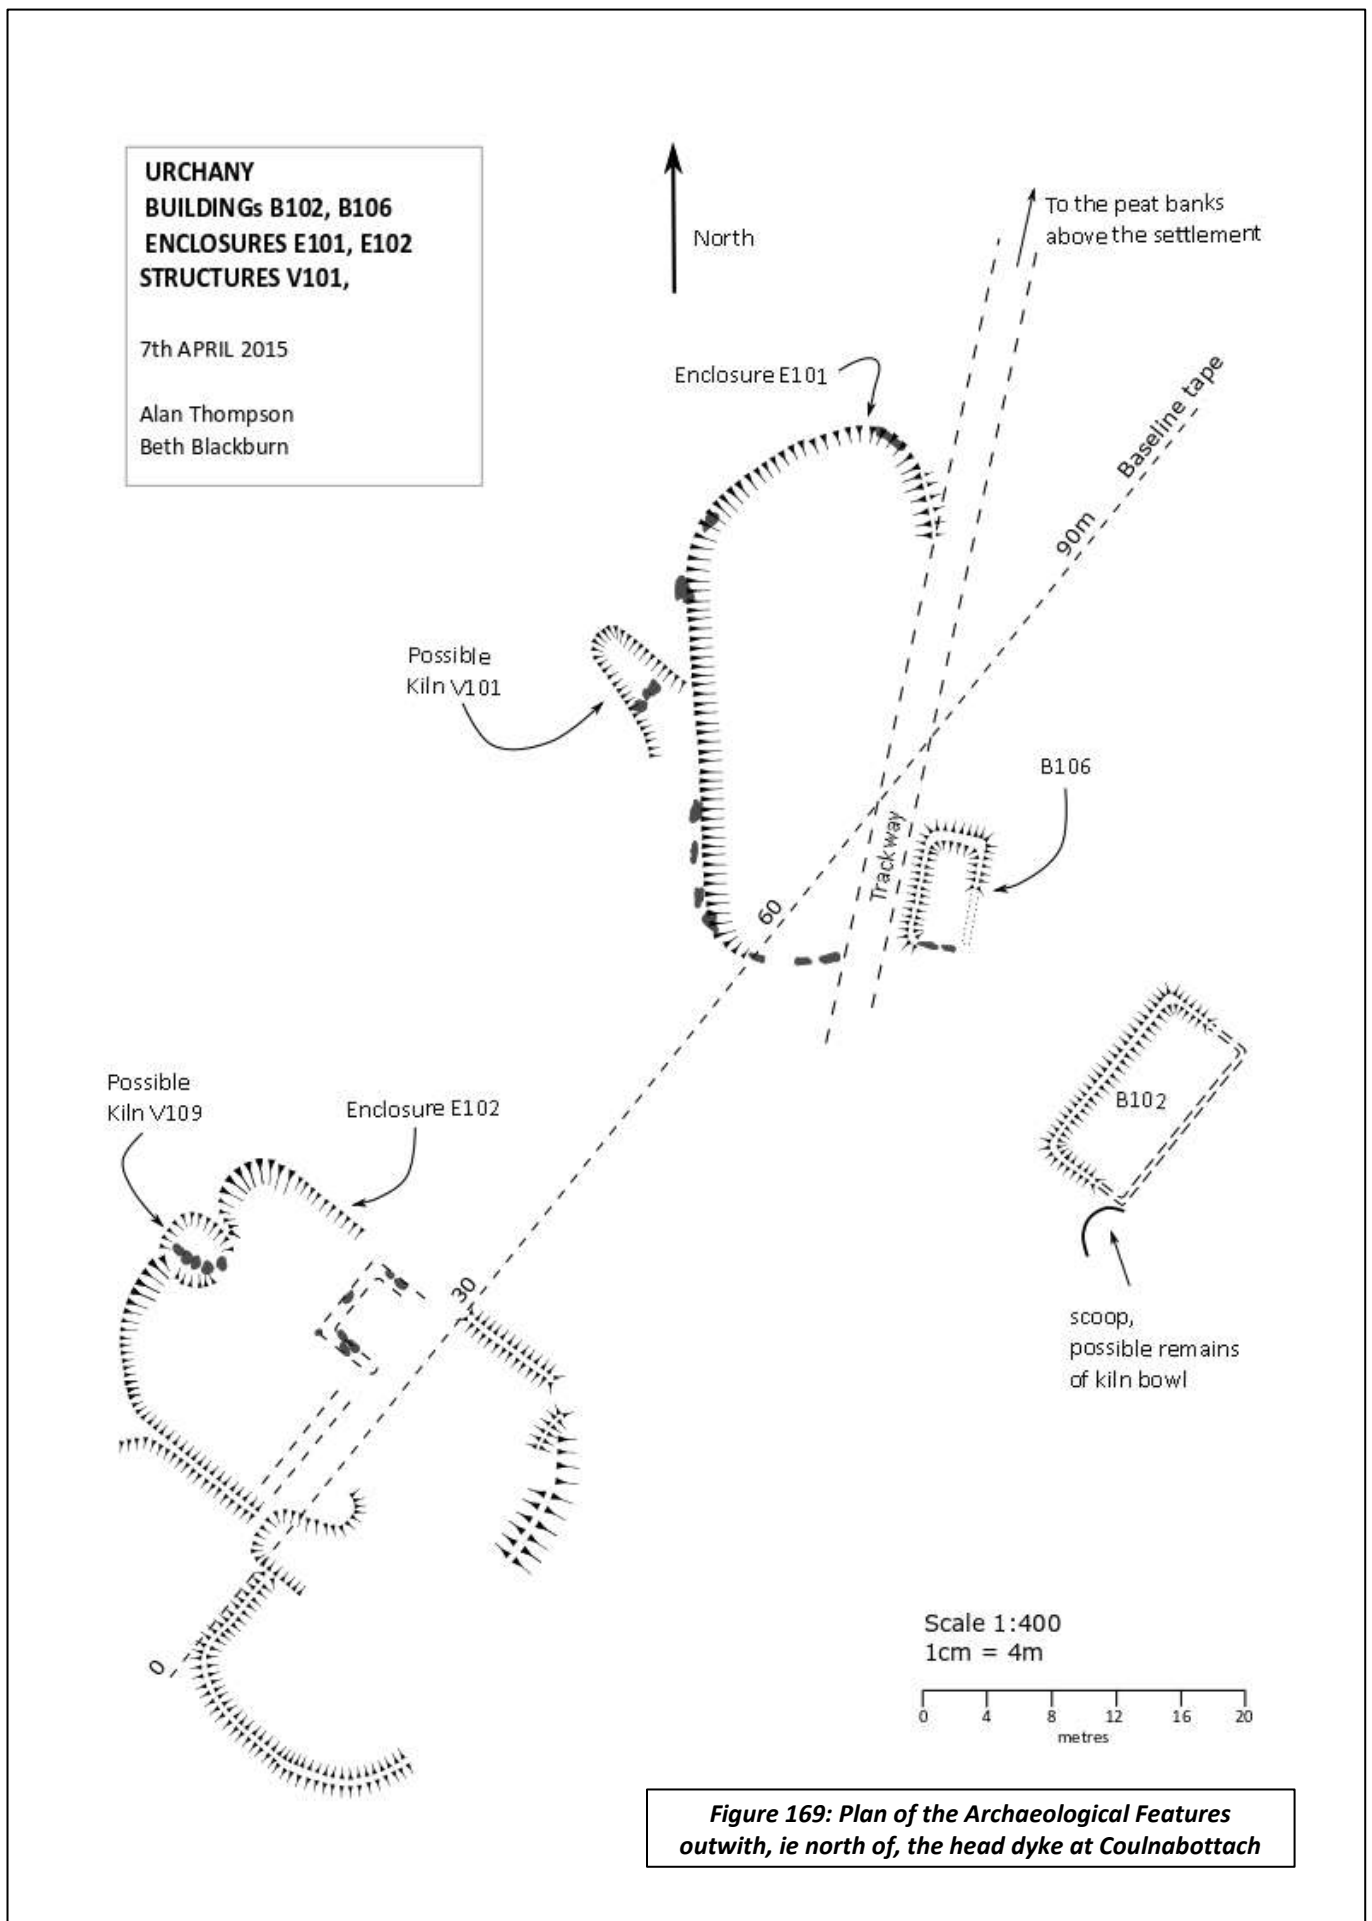 URCHANY
BUILDINGs B102, B106
ENCLOSURES E101, E102
STRUCTURES V101,
7th APRIL 2015
Alan Thompson
Beth Blackburn
North
To the peat banks
above the settlement
Enclosure E101
Baseline tape
90m
Possible
Kiln V101
B106
Trackway
60
B102
Possible
Kiln V109
Enclosure E102
30
scoop,
possible remains
of kiln bowl
0
Scale 1:400
1cm = 4m
0 4 8 12 16 20
metres
Figure 169: Plan of the Archaeological Features
outwith, ie north of, the head dyke at Coulnabottach